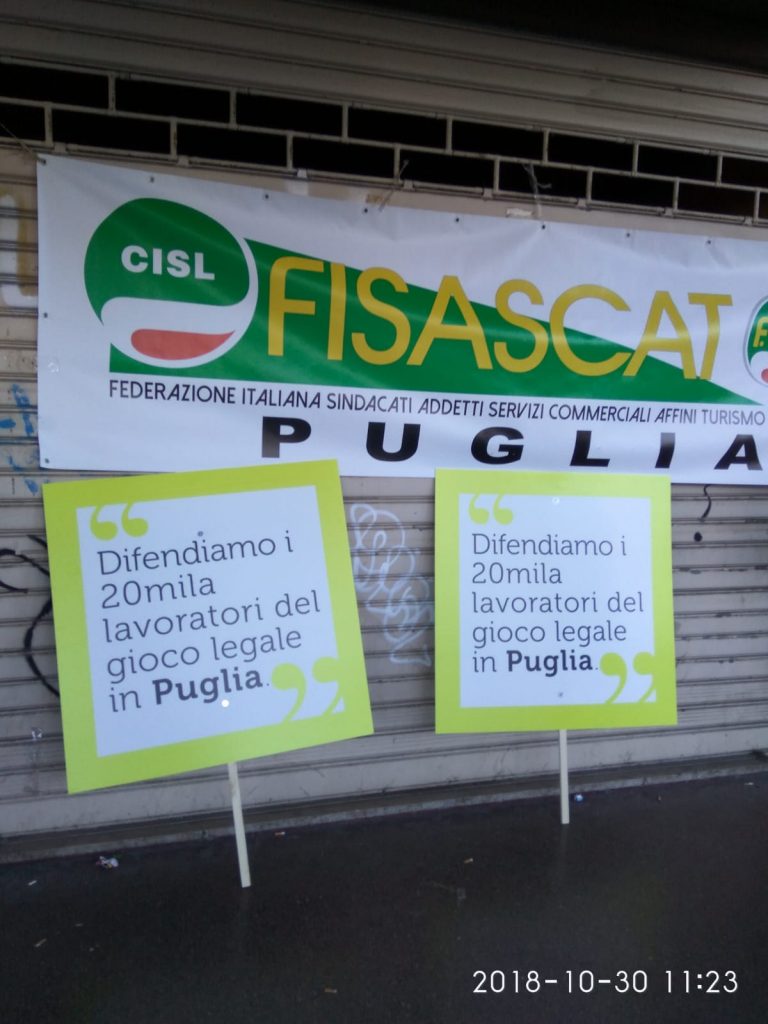 CISL
FISASCAT
F.
FEDERAZIONE ITALIANA SINDACATI ADDETTI SERVIZI COMMERCIALI AFFINI TURISMO
PUGLIA
“
Difendiamo i
20mila
lavoratori del
gioco legale
in Puglia.
”
“
Difendiamo i
20mila
lavoratori del
gioco legale
in Puglia.
”
2018-10-30 11:23